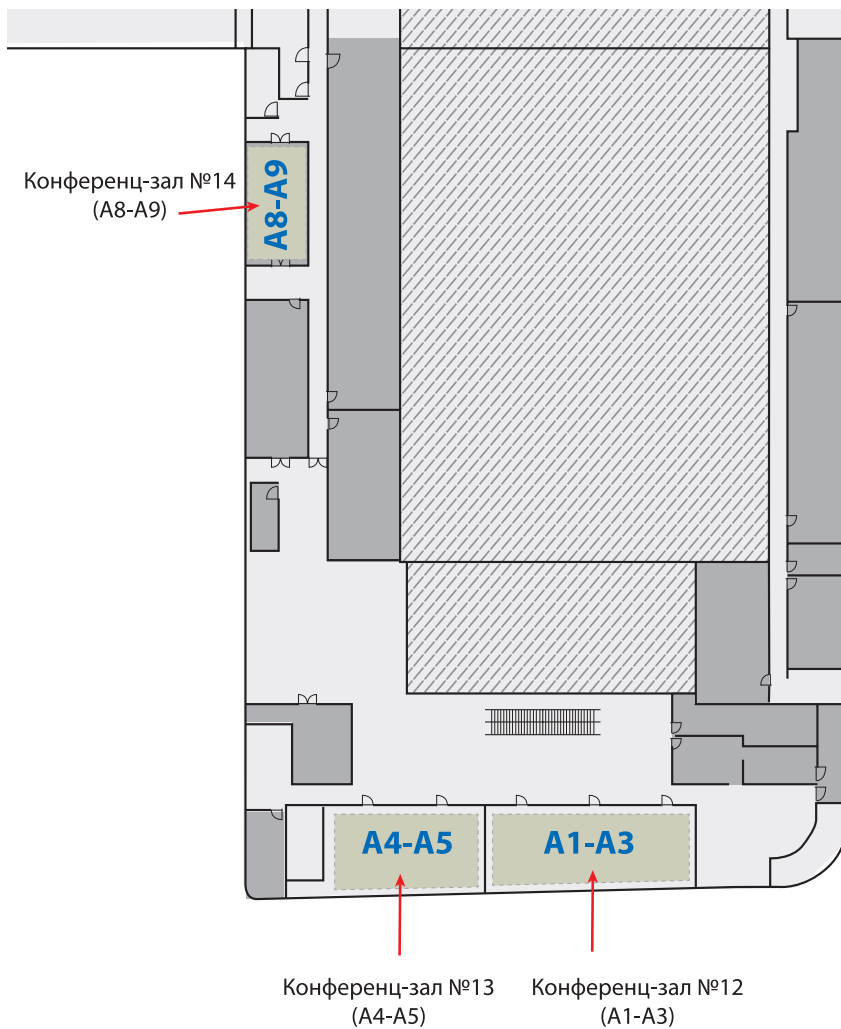 Конференц-зал №14
(А8-А9)
А8-А9
А4-А5
А1-А3
Конференц-зал №13
(А4-А5)
Конференц-зал №12
(А1-А3)